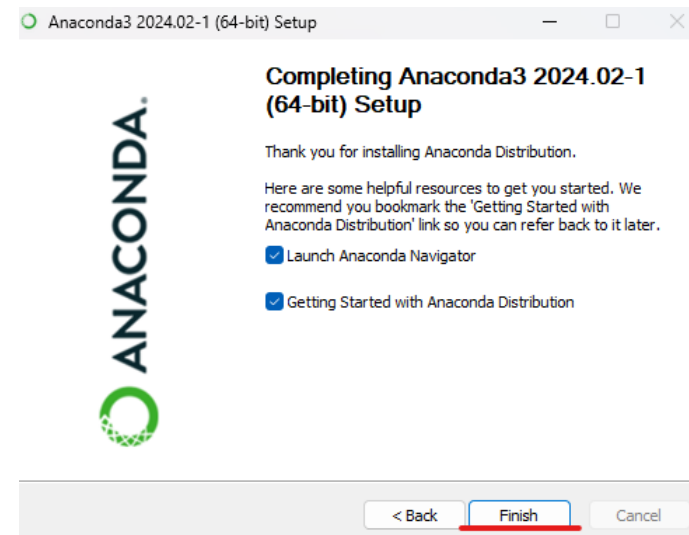 Anaconda3 2024.02-1 (64-bit) Setup
ANACONDA.
Completing Anaconda3 2024.02-1
(64-bit) Setup
Thank you for installing Anaconda Distribution.
Here are some helpful resources to get you started. We
recommend you bookmark the 'Getting Started with
Anaconda Distribution' link so you can refer back to it later.
Launch Anaconda Navigator
Getting Started with Anaconda Distribution
< Back
Finish
Cancel